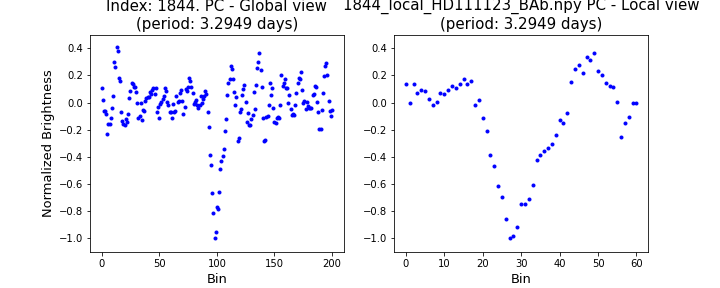 Index: 1844. PC - Global view
(period: 3.2949 days)
1844_local_HD111123_BAb.npy PC - Local view
(period: 3.2949 days)
Normalized Brightness
0.4
0.2
0.0
−0.2
−0.4
−0.6
−0.8
−1.0
0 50 100 150 200
Bin
0.4
0.2
0.0
−0.2
−0.4
−0.6
−0.8
−1.0
0 10 20 30 40 50 60
Bin